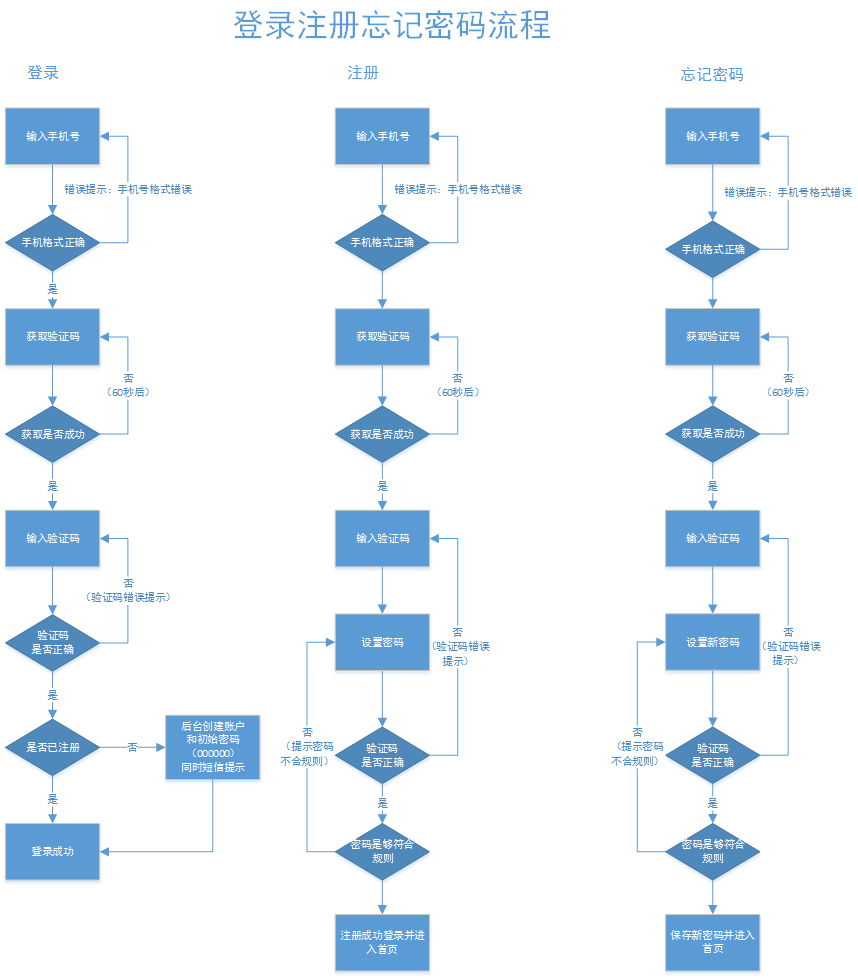 登录注册忘记密码流程
登录
输入手机号
错误提示：手机号格式错误
手机格式正确
是
获取验证码
否
（60秒后）
获取是否成功
是
输入验证码
否
（验证码错误提示）
验证码
是否正确
是
是否已注册
否
后台创建账户
和初始密码
（000000）
同时短信提示
是
登录成功
注册
输入手机号
错误提示：手机号格式错误
手机格式正确
获取验证码
否
（60秒后）
获取是否成功
是
输入验证码
设置密码
否
（验证码错误
提示）
否
（提示密码
不合规则）
验证码
是否正确
是
密码是够符合
规则
注册成功登录并进
入首页
忘记密码
输入手机号
错误提示：手机号格式错误
手机格式正确
获取验证码
否
（60秒后）
获取是否成功
是
输入验证码
设置新密码
否
（验证码错误
提示）
否
（提示密码
不合规则）
验证码
是否正确
是
密码是够符合
规则
保存新密码并进入
首页